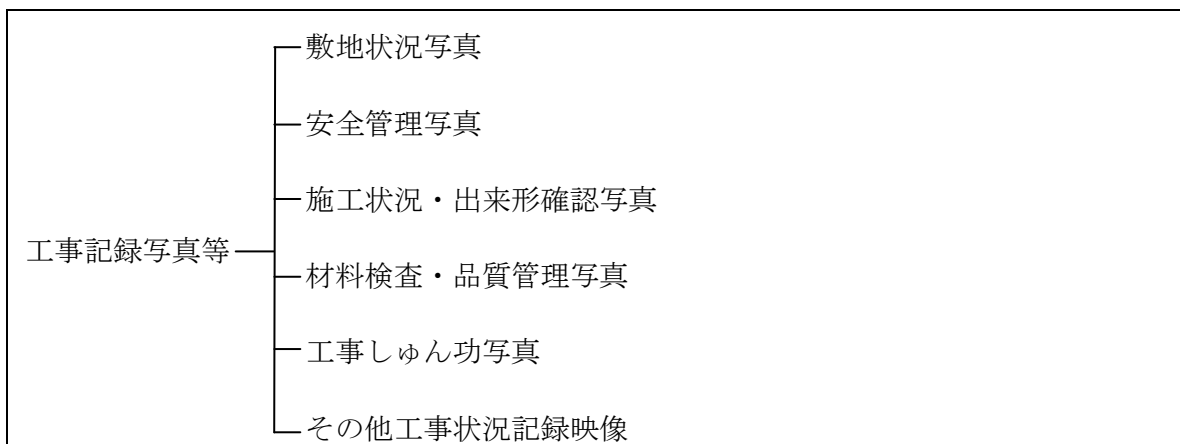 敷地状況写真
安全管理写真
施工状況・出来形確認写真
工事記録写真等
材料検査・品質管理写真
工事しゅん功写真
その他工事状況記録映像